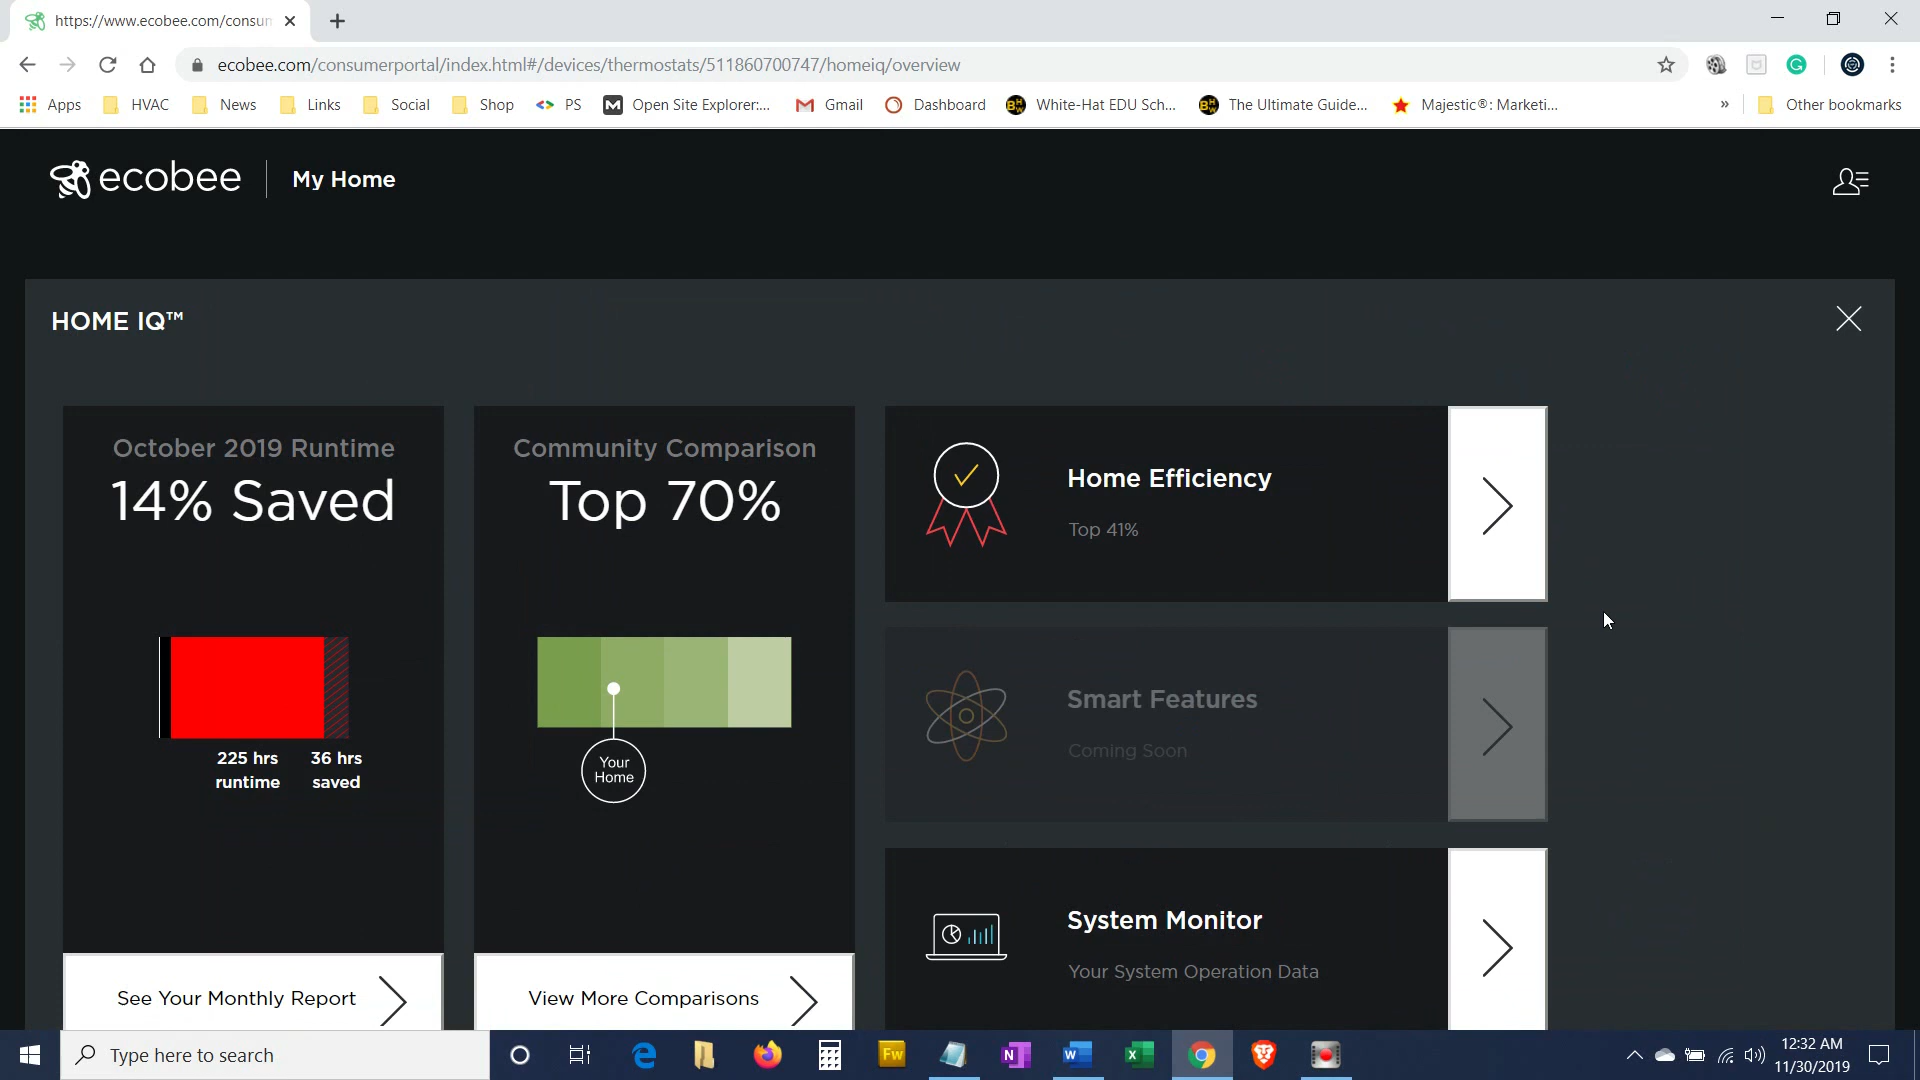 https://www.ecobee.com/consum
ecobee.com/consumerportal/index.html#/devices/thermostats/511860700747/homeiq/overview
Apps HVAC News Links Social Shop PS Open Site Explorer:... Gmail Dashboard White-Hat EDU Sch... The Ultimate Guide... Majestic®: Marketi... » Other bookmarks
ecobee My Home
HOME IQ™
October 2019 Runtime
14% Saved
225 hrs runtime
36 hrs saved
See Your Monthly Report
Community Comparison
Top 70%
Your
Home
View More Comparisons
Home Efficiency
Top 41%
Smart Features
Coming Soon
System Monitor
Your System Operation Data
Type here to search
Fw
12:32 AM
11/30/2019